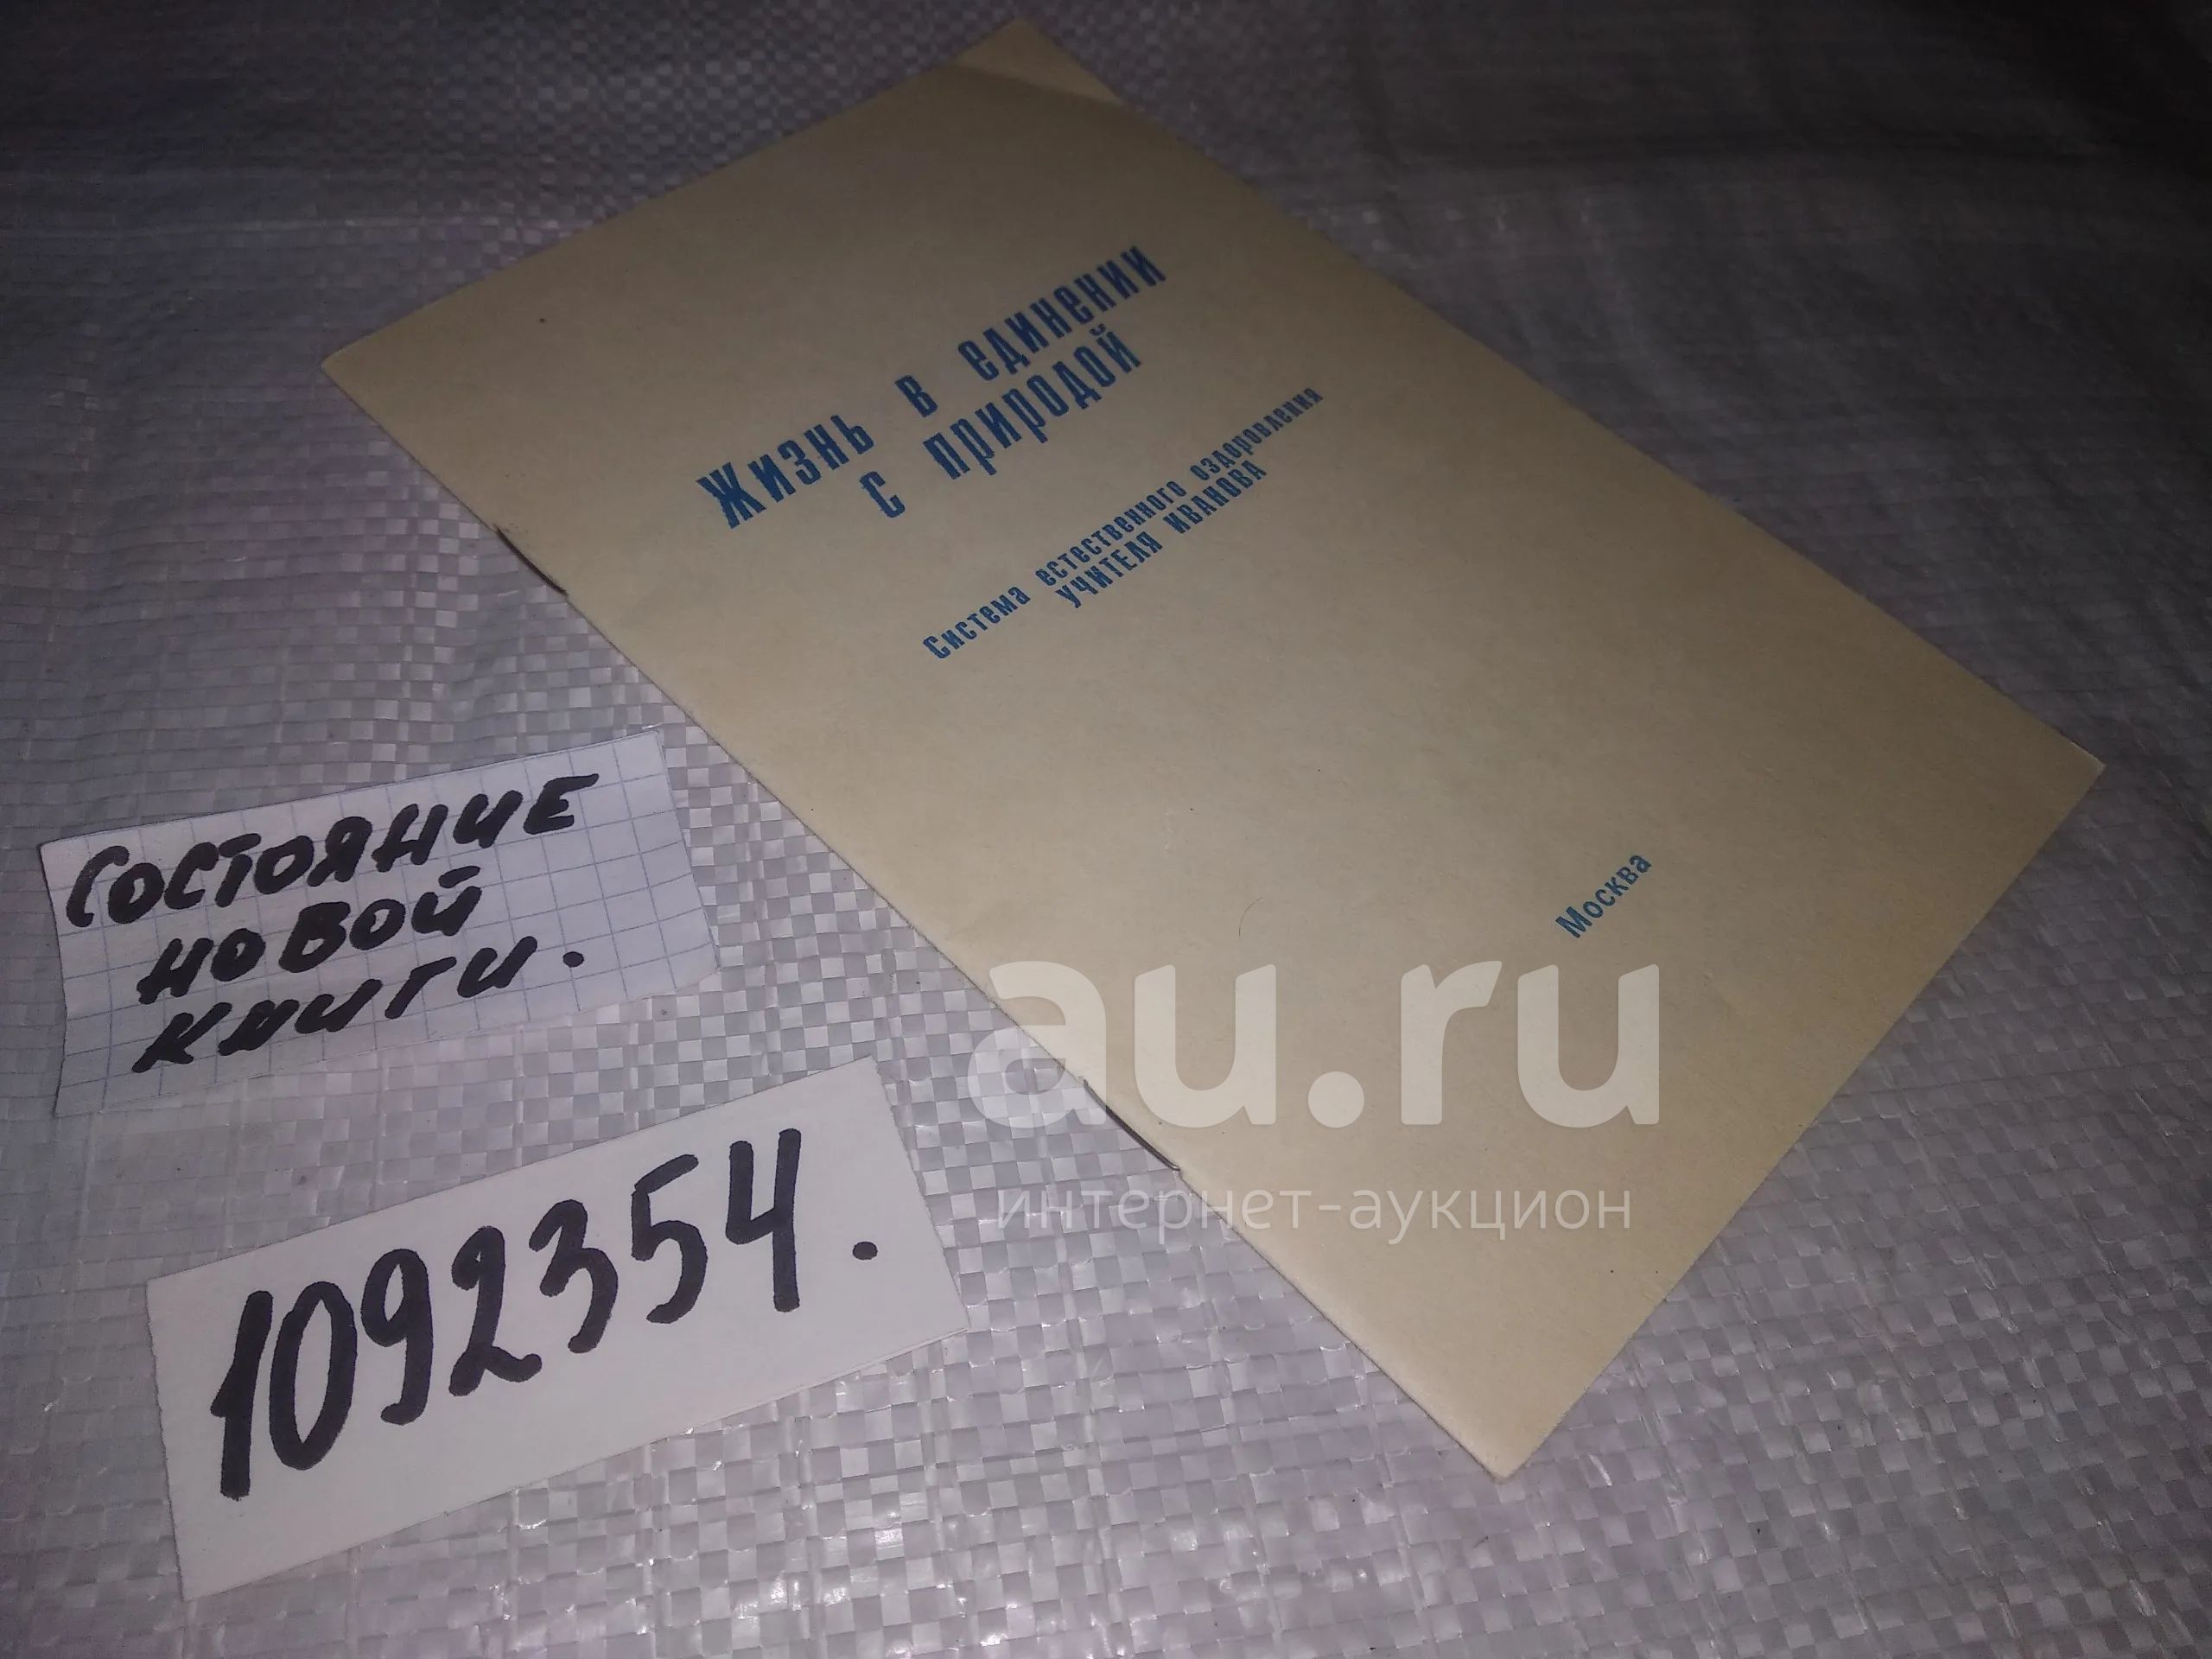 Жизнь в единении
с природой
Система естественного оздоровления
УЧИТЕЛЯ ИВАНОВА
Москва
СОСТОЯНИЕ
НОВОЙ
КНИГИ.
1092354.
au.ru
интернет-аукцион